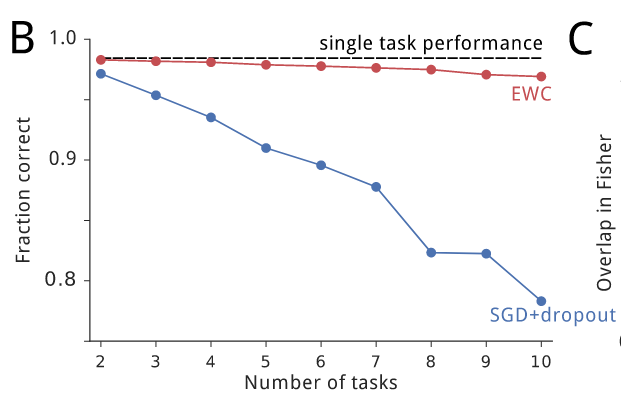 B
C
1.0
0.9
0.8
single task performance
EWC
SGD+dropout
Fraction correct
2 3 4 5 6 7 8 9 10
Number of tasks
Overlap in Fisher